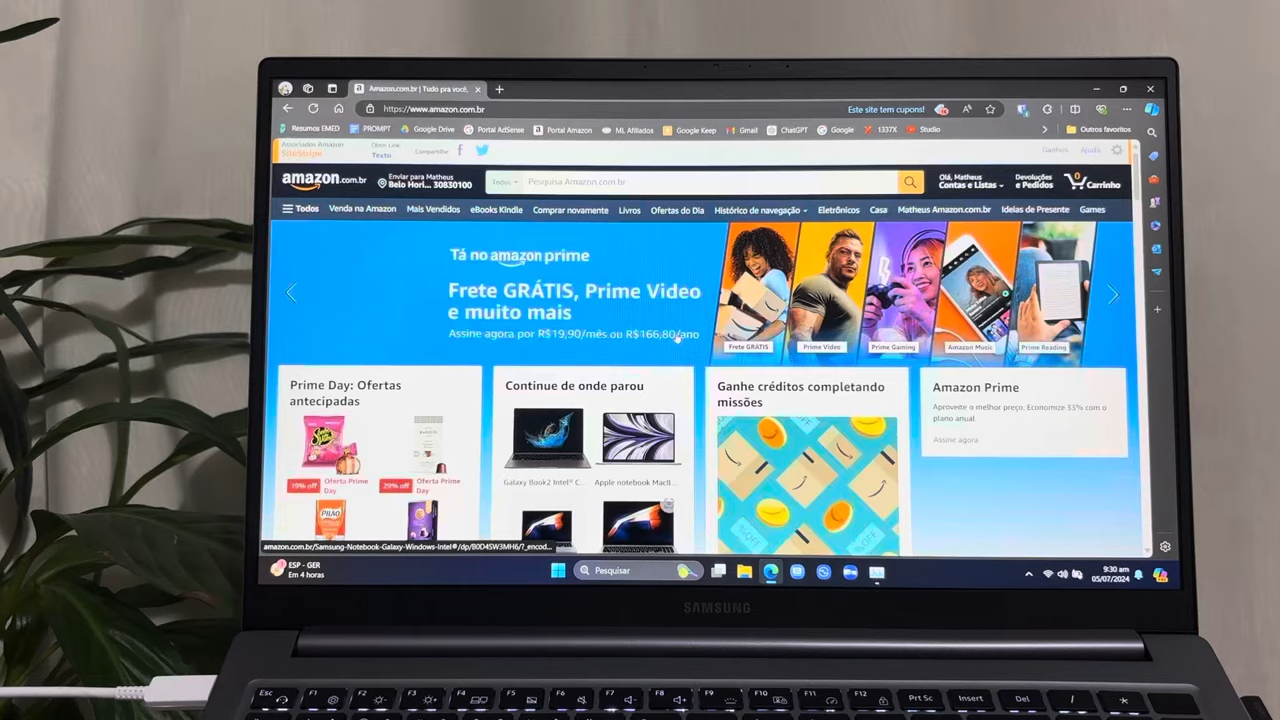 Amazon.com.br | Tudo pra você,
https://www.amazon.com.br
Este site tem cupons!
Resumos EMED PROMPT Google Drive Portal AdSense Portal Amazon ML Afiliados Google Keep Gmail ChatGPT Google 1337X Studio Outros favoritos
Associados Amazon
SiteStripe
Obter Link:
Texto
Compartilhe:
Ganhos Ajuda
amazon.com.br
Enviar para Matheus
Belo Hori... 30830100
Todos Pesquisa Amazon.com.br
Olá, Matheus
Contas e Listas
Devoluções
e Pedidos
0
Carrinho
Todos Venda na Amazon Mais Vendidos eBooks Kindle Comprar novamente Livros Ofertas do Dia Histórico de navegação Eletrônicos Casa Matheus Amazon.com.br Ideias de Presente Games
Tá no amazon prime
Frete GRÁTIS, Prime Video
e muito mais
Assine agora por R$19,90/mês ou R$166,80/ano
Frete GRÁTIS Prime Video Prime Gaming Amazon Music Prime Reading
Prime Day: Ofertas
antecipadas
19% off Oferta Prime
Day
29% off Oferta Prime
Day
PILÃO
Continue de onde parou
Galaxy Book2 Intel® C...
Apple notebook MacB...
Ganhe créditos completando
missões
Amazon Prime
Aproveite o melhor preço. Economize 33% com o
plano anual.
Assine agora
amazon.com.br/Samsung-Notebook-Galaxy-Windows-Intel®/dp/B0D4SW3MH6/?_encod...
ESP - GER
Em 4 horas
Pesquisar
9:30 am
05/07/2024
SAMSUNG
Esc F1 F2 F3 F4 F5 F6 F7 F8 F9 F10 F11 F12 Prt Sc Insert Del / *